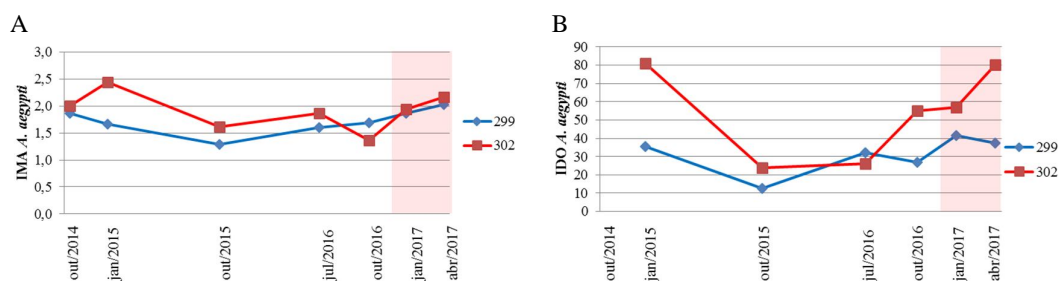 A
IMA A. aegypti
3,0
2,5
2,0
1,5
1,0
0,5
0,0
out/2014
jan/2015
out/2015
jul/2016
out/2016
jan/2017
abr/2017
299
302
B
IDO A. aegypti
90
80
70
60
50
40
30
20
10
0
out/2014
jan/2015
out/2015
jul/2016
out/2016
jan/2017
abr/2017
299
302